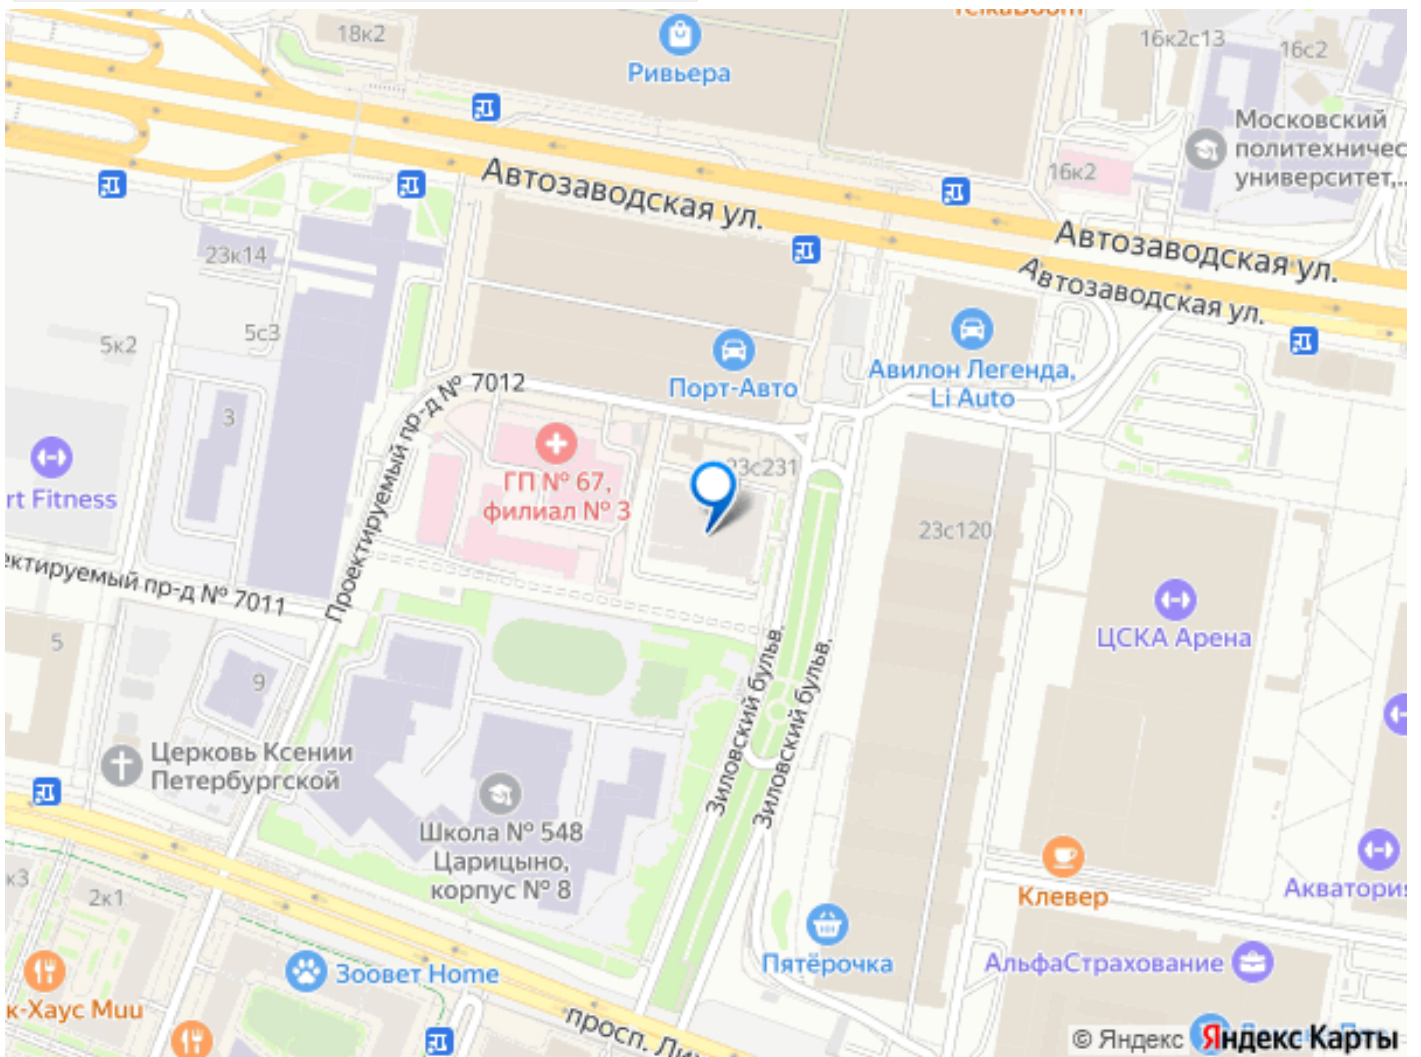 18к2
Ривьера
16к2с13
16с2
Московский
политехничес
университет,..
16к2
Автозаводская ул.
Автозаводская ул.
Автозаводская ул.
23к14
5с3
5к2
Порт-Авто
Авилон Легенда,
Li Auto
Проектируемый пр-д № 7012
3
ГП № 67,
филиал № 3
23с231
rt Fitness
23с120
ектируемый пр-д № 7011
ЦСКА Арена
5
9
Зиловский бульв.
Зиловский бульв.
Церковь Ксении
Петербургской
Школа № 548
Царицыно,
корпус № 8
к3
2к1
Клевер
Акватория
Пятёрочка
АльфаСтрахование
Зоовет Home
к-Хаус Muu
просп. Ли
© Яндекс Яндекс Карты